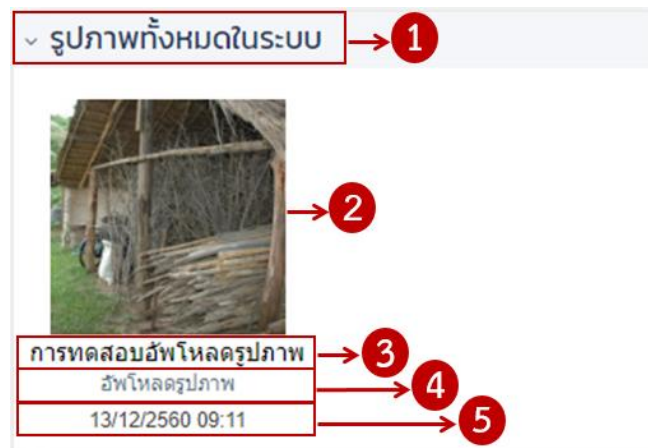 รูปภาพทั้งหมดในระบบ 1
2
การทดสอบอัพโหลดรูปภาพ 3
อัพโหลดรูปภาพ 4
13/12/2560 09:11 5